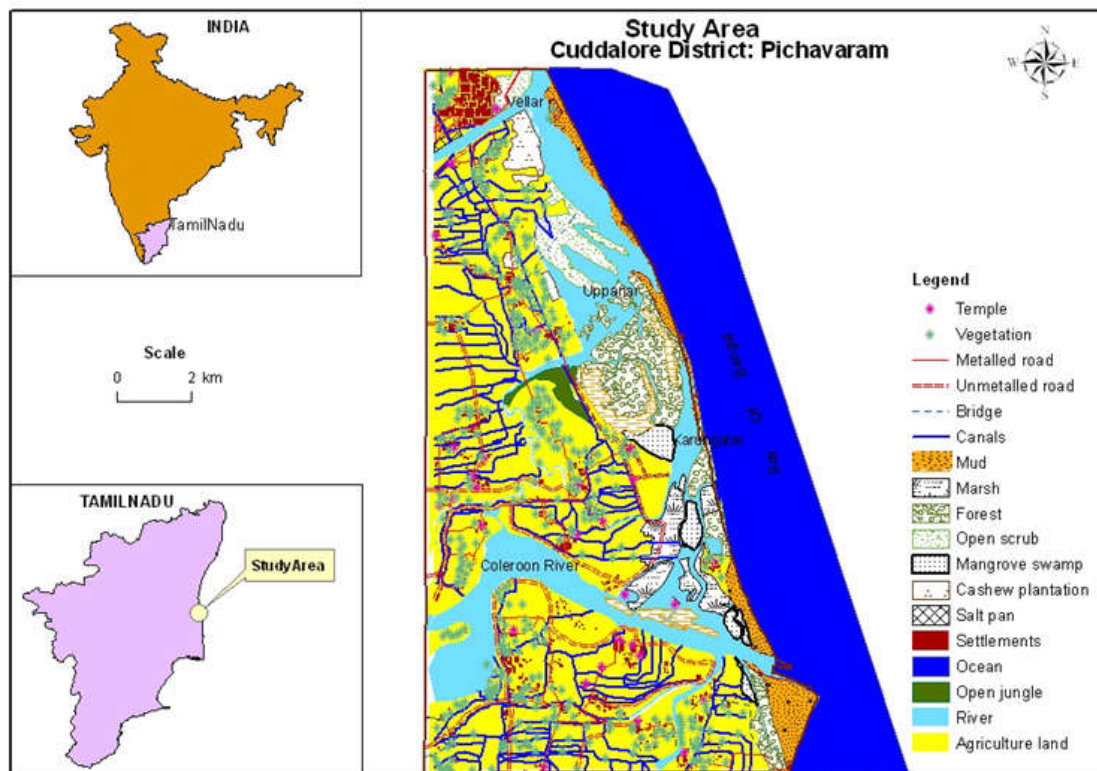 INDIA
TamilNadu
Scale
0 2 km
TAMILNADU
StudyArea
Study Area
Cuddalore District: Pichavaram
N
W E
S
Vellar
Uppanar
Coleroon River
Legend
Temple
Vegetation
Metalled road
Unmetalled road
Bridge
Canals
Mud
Marsh
Forest
Open scrub
Mangrove swamp
Cashew plantation
Salt pan
Settlements
Ocean
Open jungle
River
Agriculture land